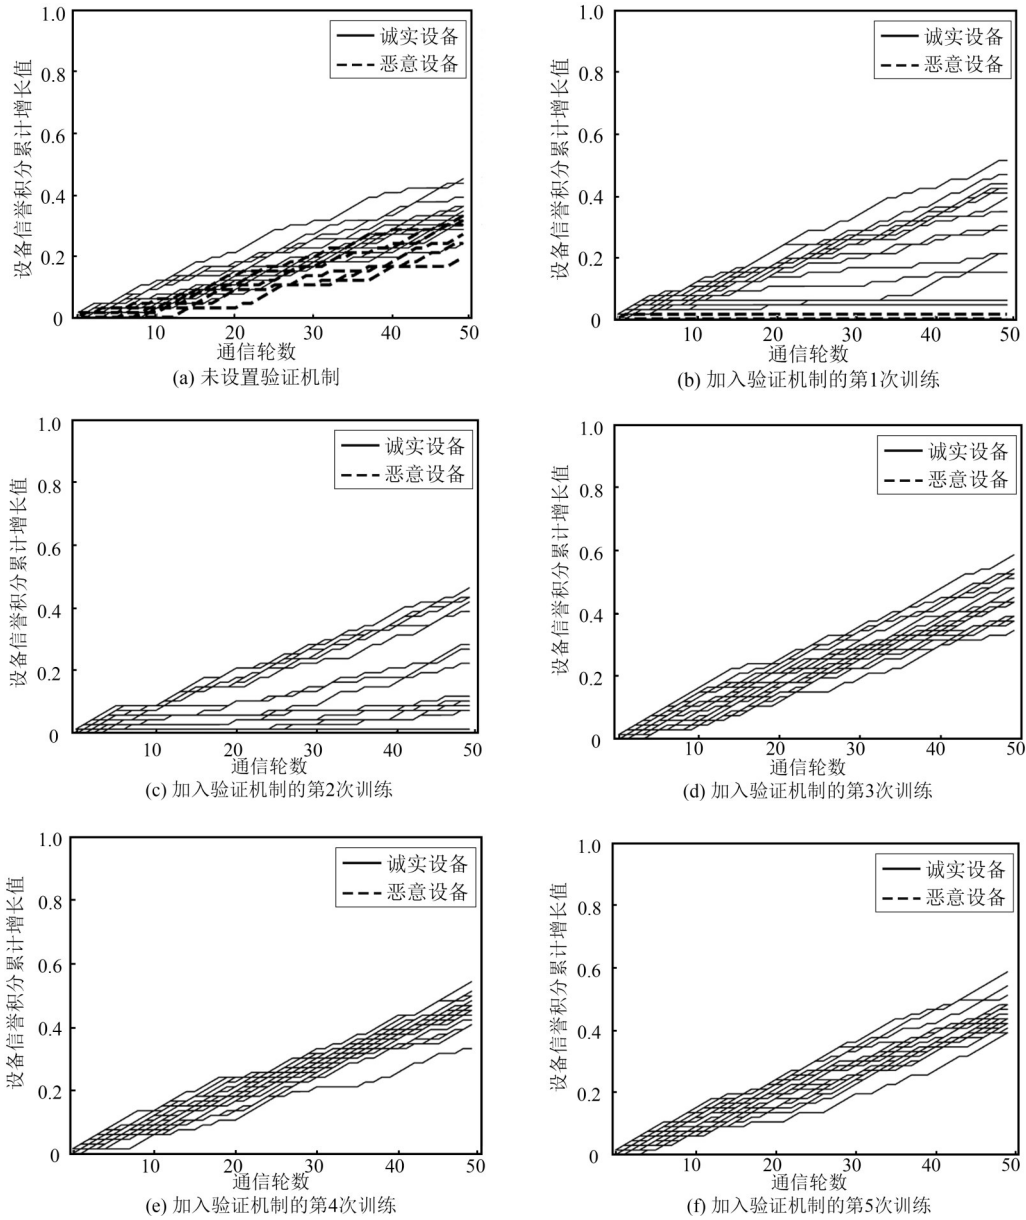 1.0
0.8
0.6
0.4
0.2
0
设备信誉积分累计增长值
诚实设备
恶意设备
10
20
30
40
50
通信轮数
(a) 未设置验证机制
1.0
0.8
0.6
0.4
0.2
0
设备信誉积分累计增长值
诚实设备
恶意设备
10
20
30
40
50
通信轮数
(b) 加入验证机制的第1次训练
1.0
0.8
0.6
0.4
0.2
0
设备信誉积分累计增长值
诚实设备
恶意设备
10
20
30
40
50
通信轮数
(c) 加入验证机制的第2次训练
1.0
0.8
0.6
0.4
0.2
0
设备信誉积分累计增长值
诚实设备
恶意设备
10
20
30
40
50
通信轮数
(d) 加入验证机制的第3次训练
1.0
0.8
0.6
0.4
0.2
0
设备信誉积分累计增长值
诚实设备
恶意设备
10
20
30
40
50
通信轮数
(e) 加入验证机制的第4次训练
1.0
0.8
0.6
0.4
0.2
0
设备信誉积分累计增长值
诚实设备
恶意设备
10
20
30
40
50
通信轮数
(f) 加入验证机制的第5次训练